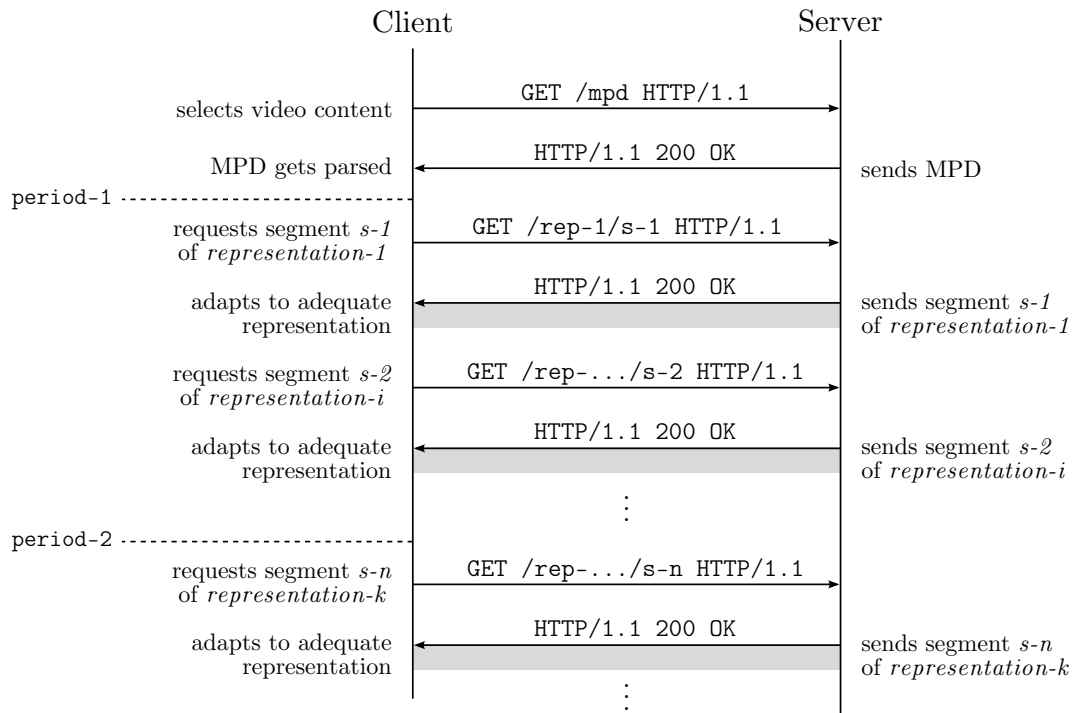 Client
Server
GET /mpd HTTP/1.1
selects video content
HTTP/1.1 200 OK
MPD gets parsed
sends MPD
period-1
requests segment s-1
of representation-1
GET /rep-1/s-1 HTTP/1.1
HTTP/1.1 200 OK
adapts to adequate
representation
sends segment s-1
of representation-1
requests segment s-2
of representation-i
GET /rep-.../s-2 HTTP/1.1
HTTP/1.1 200 OK
adapts to adequate
representation
sends segment s-2
of representation-i
⋮
period-2
requests segment s-n
of representation-k
GET /rep-.../s-n HTTP/1.1
HTTP/1.1 200 OK
adapts to adequate
representation
sends segment s-n
of representation-k
⋮